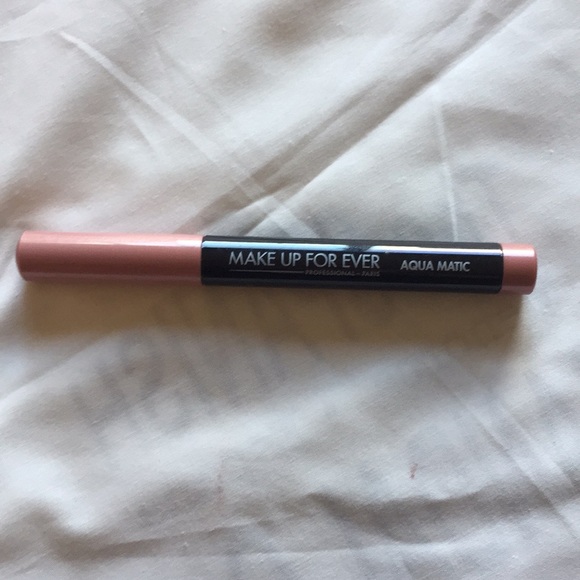 MAKE UP FOR EVER
PROFESSIONAL – PARIS
AQUA MATIC